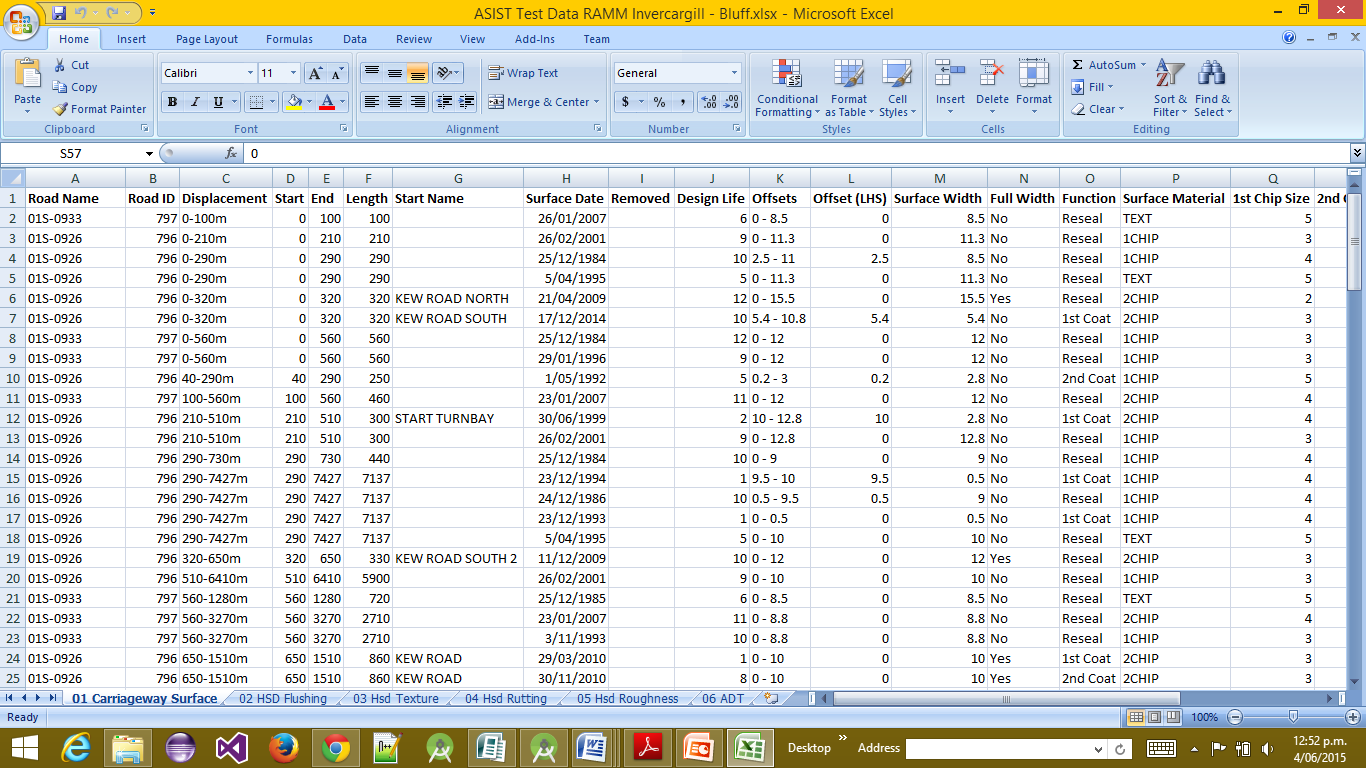 ASIST Test Data RAMM Invercargill - Bluff.xlsx - Microsoft Excel
Home Insert Page Layout Formulas Data Review View Add-Ins Team
Paste Cut Copy Format Painter Clipboard
Calibri 11 B I U A Font
Wrap Text Merge & Center Alignment
General $ % , Number
Conditional Formatting Format as Table Cell Styles Styles
Insert Delete Format Cells
Σ AutoSum Fill Clear Sort & Filter Find & Select Editing
S57 fx 0
A B C D E F G H I J K L M N O P Q
1 Road Name Road ID Displacement Start End Length Start Name Surface Date Removed Design Life Offsets Offset (LHS) Surface Width Full Width Function Surface Material 1st Chip Size 2nd
2 01S-0933 797 0-100m 0 100 100 26/01/2007 6 0 - 8.5 0 8.5 No Reseal TEXT 5
3 01S-0926 796 0-210m 0 210 210 26/02/2001 9 0 - 11.3 0 11.3 No Reseal 1CHIP 3
4 01S-0926 796 0-290m 0 290 290 25/12/1984 10 2.5 - 11 2.5 8.5 No Reseal 1CHIP 4
5 01S-0926 796 0-290m 0 290 290 5/04/1995 5 0 - 11.3 0 11.3 No Reseal TEXT 5
6 01S-0926 796 0-320m 0 320 320 KEW ROAD NORTH 21/04/2009 12 0 - 15.5 0 15.5 Yes Reseal 2CHIP 2
7 01S-0926 796 0-320m 0 320 320 KEW ROAD SOUTH 17/12/2014 10 5.4 - 10.8 5.4 5.4 No 1st Coat 2CHIP 3
8 01S-0933 797 0-560m 0 560 560 25/12/1984 12 0 - 12 0 12 No Reseal 1CHIP 3
9 01S-0933 797 0-560m 0 560 560 29/01/1996 9 0 - 12 0 12 No Reseal 1CHIP 3
10 01S-0926 796 40-290m 40 290 250 1/05/1992 5 0.2 - 3 0.2 2.8 No 2nd Coat 1CHIP 5
11 01S-0933 797 100-560m 100 560 460 23/01/2007 11 0 - 12 0 12 No Reseal 2CHIP 4
12 01S-0926 796 210-510m 210 510 300 START TURNBAY 30/06/1999 2 10 - 12.8 10 2.8 No 1st Coat 2CHIP 4
13 01S-0926 796 210-510m 210 510 300 26/02/2001 9 0 - 12.8 0 12.8 No Reseal 1CHIP 3
14 01S-0926 796 290-730m 290 730 440 25/12/1984 10 0 - 9 0 9 No Reseal 1CHIP 4
15 01S-0926 796 290-7427m 290 7427 7137 23/12/1994 1 9.5 - 10 9.5 0.5 No 1st Coat 1CHIP 4
16 01S-0926 796 290-7427m 290 7427 7137 24/12/1986 10 0.5 - 9.5 0.5 9 No Reseal 1CHIP 4
17 01S-0926 796 290-7427m 290 7427 7137 23/12/1993 1 0 - 0.5 0 0.5 No 1st Coat 1CHIP 4
18 01S-0926 796 290-7427m 290 7427 7137 5/04/1995 5 0 - 10 0 10 No Reseal TEXT 5
19 01S-0926 796 320-650m 320 650 330 KEW ROAD SOUTH 2 11/12/2009 10 0 - 12 0 12 Yes Reseal 2CHIP 3
20 01S-0926 796 510-6410m 510 6410 5900 26/02/2001 9 0 - 10 0 10 No Reseal 1CHIP 3
21 01S-0933 797 560-1280m 560 1280 720 25/12/1985 6 0 - 8.5 0 8.5 No Reseal TEXT 5
22 01S-0933 797 560-3270m 560 3270 2710 23/01/2007 11 0 - 8.8 0 8.8 No Reseal 2CHIP 4
23 01S-0933 797 560-3270m 560 3270 2710 3/11/1993 10 0 - 8.8 0 8.8 No Reseal 1CHIP 3
24 01S-0926 796 650-1510m 650 1510 860 KEW ROAD 29/03/2010 1 0 - 10 0 10 Yes 1st Coat 2CHIP 3
25 01S-0926 796 650-1510m 650 1510 860 KEW ROAD 30/11/2010 8 0 - 10 0 10 Yes 2nd Coat 2CHIP 3
01 Carriageway Surface 02 HSD Flushing 03 Hsd Texture 04 Hsd Rutting 05 Hsd Roughness 06 ADT
Ready 100%
Desktop Address 12:52 p.m.
4/06/2015